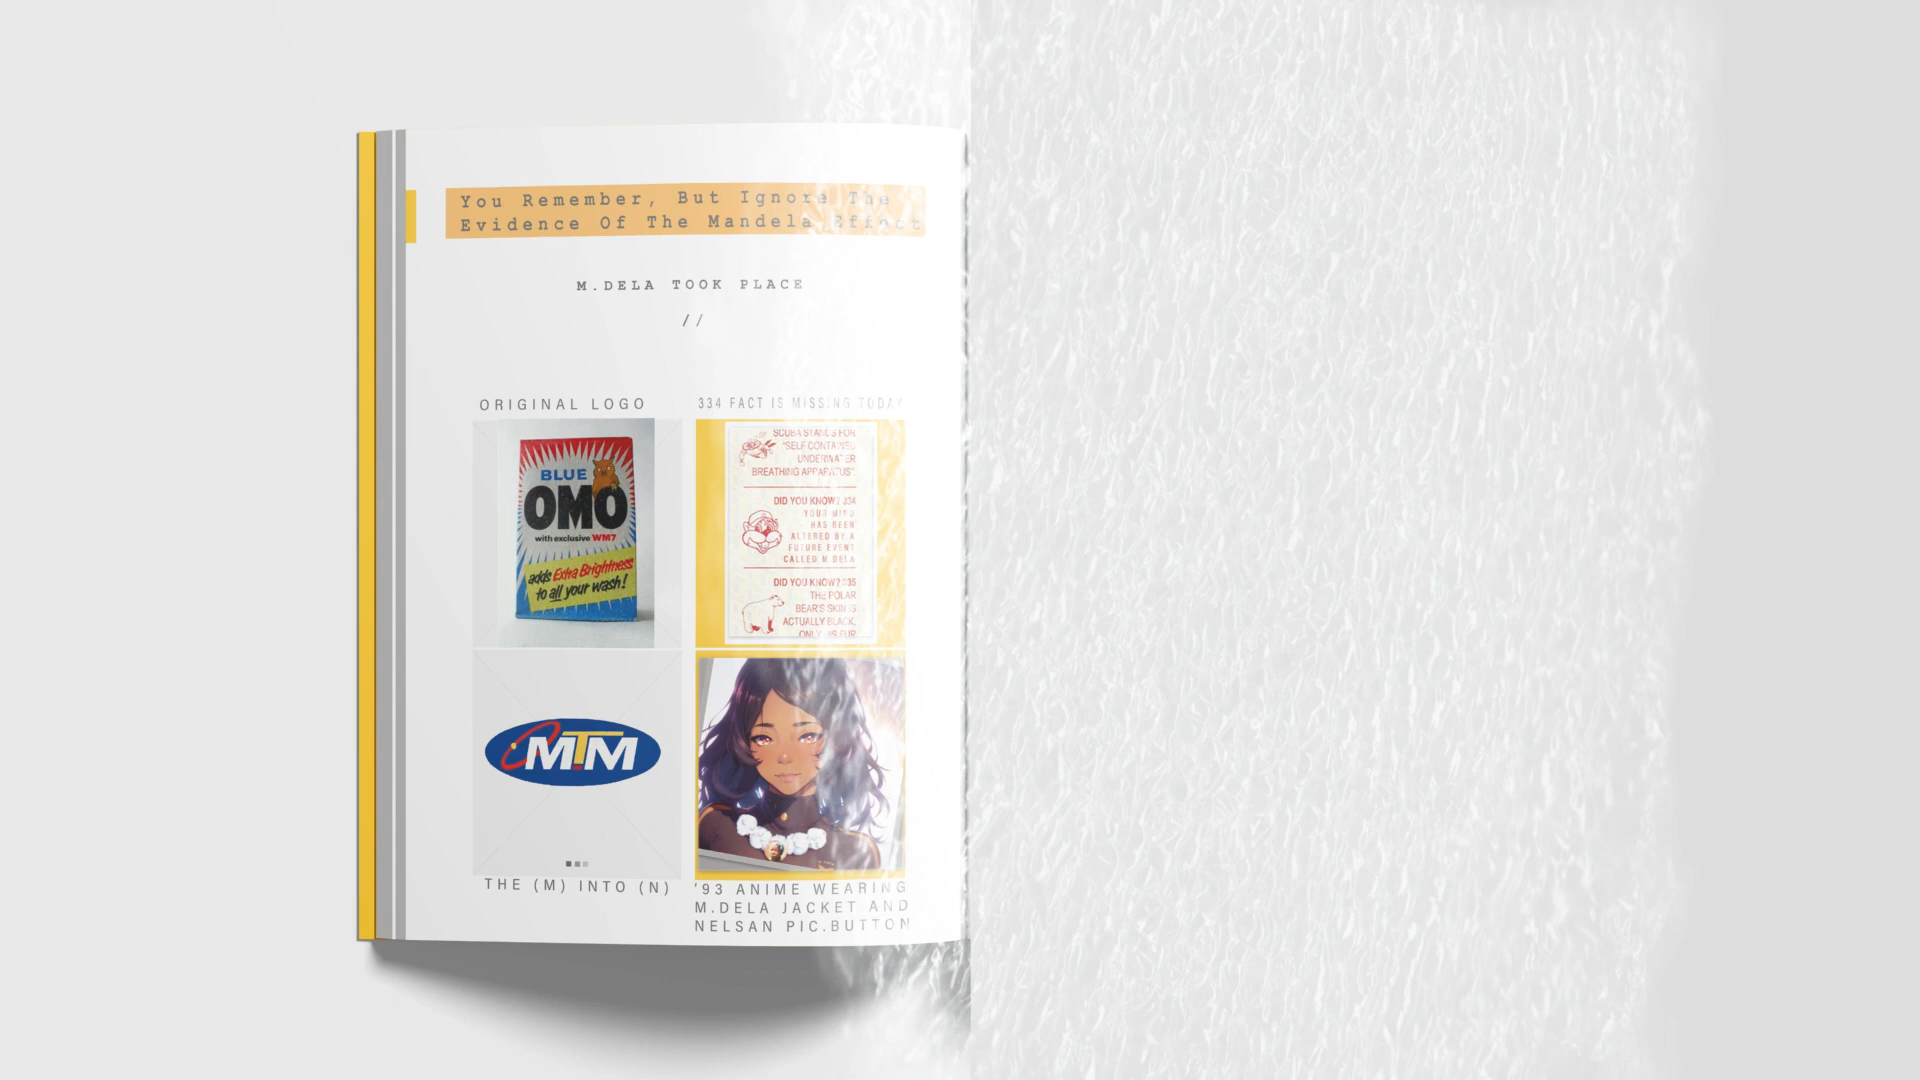 You Remember, But Ignore The
Evidence Of The Mandela Effect
M.DELA TOOK PLACE
//
ORIGINAL LOGO
334 FACT IS MISSING TODAY
BLUE
OMO
with exclusive WM7
adds Extra Brightness
to all your wash!
SCUBA STANDS FOR
"SELF CONTAINED
UNDERWATER
BREATHING APPARATUS".
DID YOU KNOW? 334
YOUR MIND
HAS BEEN
ALTERED BY A
FUTURE EVENT
CALLED M.DELA
DID YOU KNOW? 335
THE POLAR
BEAR'S SKIN IS
ACTUALLY BLACK,
ONLY HIS FUR
MTM
THE (M) INTO (N)
'93 ANIME WEARING
M.DELA JACKET AND
NELSAN PIC.BUTTON